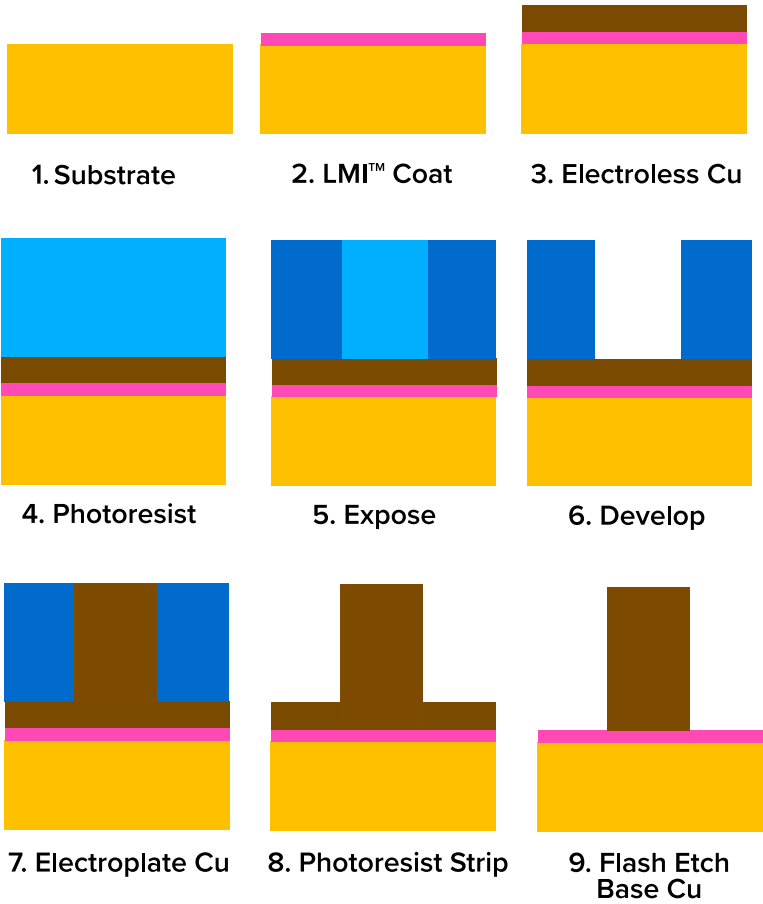 1. Substrate
2. LMI™ Coat
3. Electroless Cu
4. Photoresist
5. Expose
6. Develop
7. Electroplate Cu
8. Photoresist Strip
9. Flash Etch
Base Cu